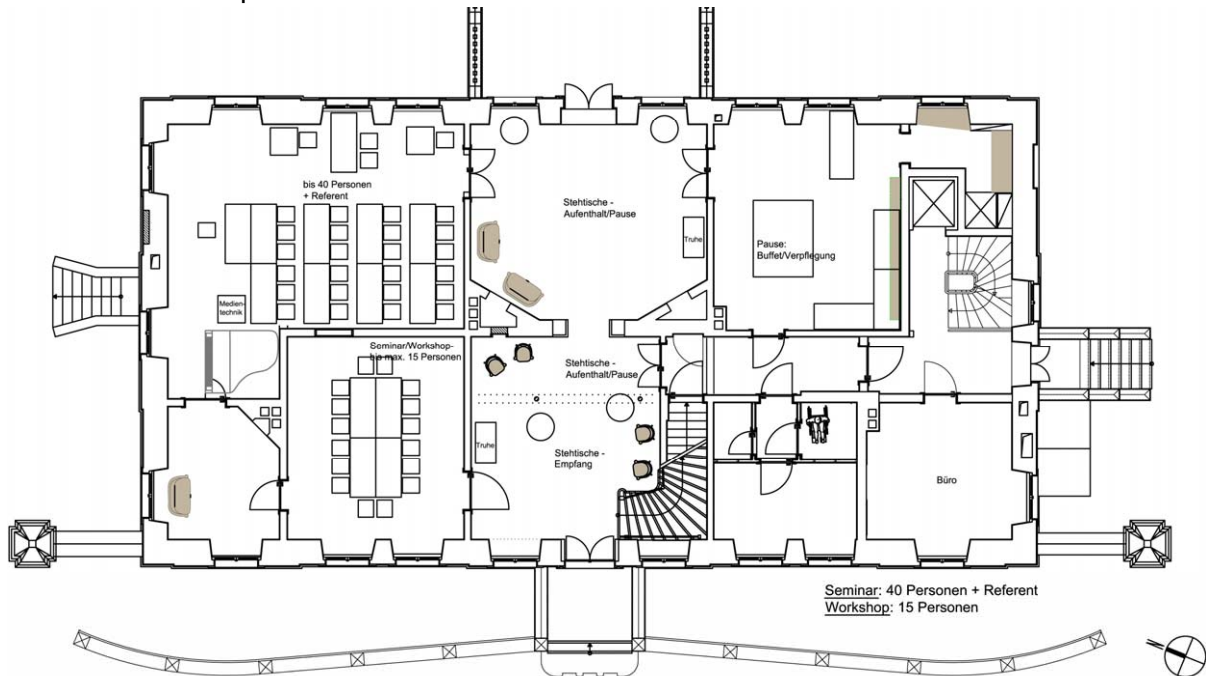 bis 40 Personen
+ Referent
Stehtische -
Aufenthalt/Pause
Truhe
Pause:
Buffet/Verpflegung
Medien-
technik
Seminar/Workshop-
bis max. 15 Personen
Stehtische -
Aufenthalt/Pause
Truhe
Stehtische -
Empfang
Büro
Seminar: 40 Personen + Referent
Workshop: 15 Personen